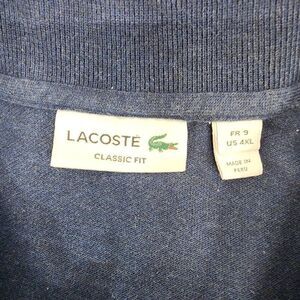 LACOSTE
CLASSIC FIT
FR 9
US 4XL
MADE IN
PERU